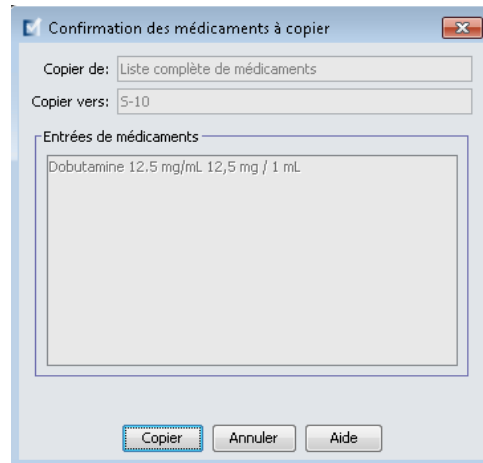 Confirmation des médicaments à copier
Copier de: Liste complète de médicaments
Copier vers: S-10
Entrées de médicaments
Dobutamine 12.5 mg/mL 12,5 mg / 1 mL
Copier Annuler Aide